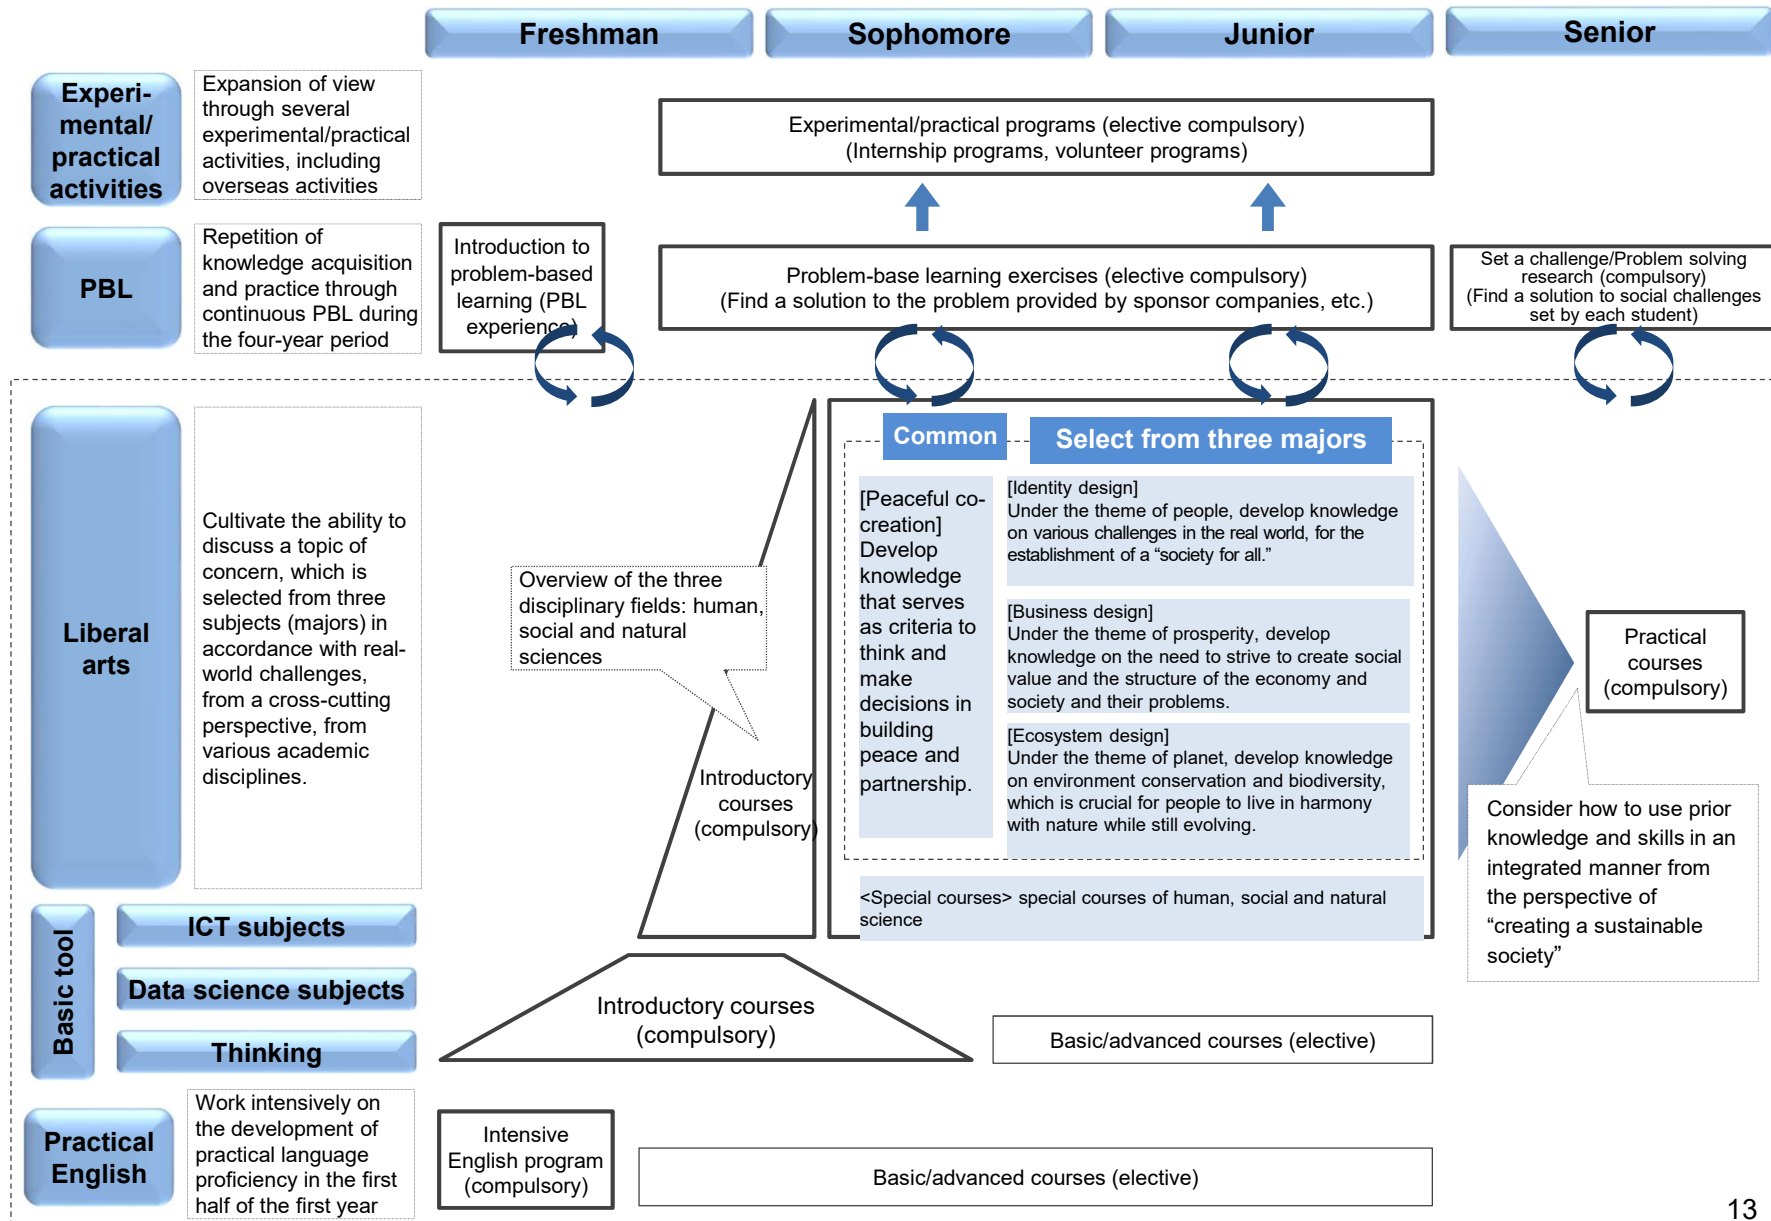 Freshman
Sophomore
Junior
Senior
Experi-
mental/
practical
activities
Expansion of view
through several
experimental/practical
activities, including
overseas activities
Experimental/practical programs (elective compulsory)
(Internship programs, volunteer programs)
PBL
Repetition of
knowledge acquisition
and practice through
continuous PBL during
the four-year period
Introduction to
problem-based
learning (PBL
experience)
Problem-base learning exercises (elective compulsory)
(Find a solution to the problem provided by sponsor companies, etc.)
Set a challenge/Problem solving
research (compulsory)
(Find a solution to social challenges
set by each student)
Liberal
arts
Cultivate the ability to
discuss a topic of
concern, which is
selected from three
subjects (majors) in
accordance with real-
world challenges,
from a cross-cutting
perspective, from
various academic
disciplines.
Overview of the three
disciplinary fields: human,
social and natural
sciences
Introductory
courses
(compulsory)
Common
Select from three majors
[Peaceful co-
creation]
Develop
knowledge
that serves
as criteria to
think and
make
decisions in
building
peace and
partnership.
[Identity design]
Under the theme of people, develop knowledge
on various challenges in the real world, for the
establishment of a “society for all.”
[Business design]
Under the theme of prosperity, develop
knowledge on the need to strive to create social
value and the structure of the economy and
society and their problems.
[Ecosystem design]
Under the theme of planet, develop knowledge
on environment conservation and biodiversity,
which is crucial for people to live in harmony
with nature while still evolving.
<Special courses> special courses of human, social and natural
science
Practical
courses
(compulsory)
Consider how to use prior
knowledge and skills in an
integrated manner from
the perspective of
“creating a sustainable
society”
Basic tool
ICT subjects
Data science subjects
Thinking
Introductory courses
(compulsory)
Basic/advanced courses (elective)
Practical
English
Work intensively on
the development of
practical language
proficiency in the first
half of the first year
Intensive
English program
(compulsory)
Basic/advanced courses (elective)
13